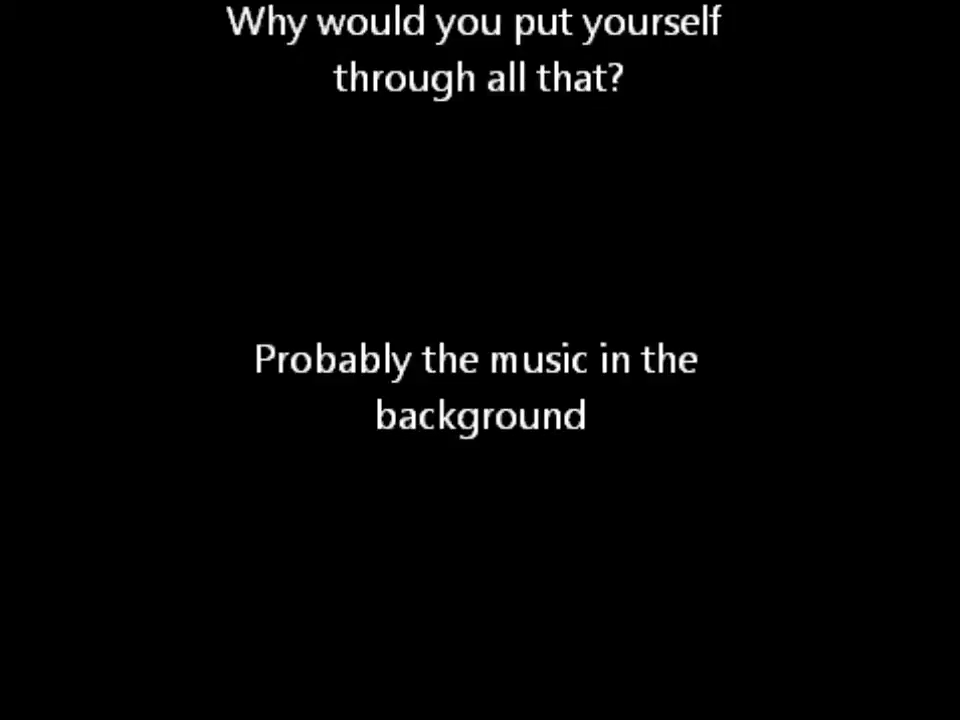 Why would you put yourself
through all that?
Probably the music in the
background